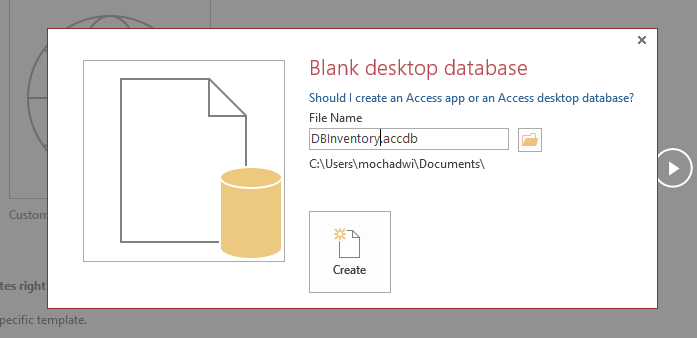 Blank desktop database
Should I create an Access app or an Access desktop database?
File Name
DBInventory.accdb
C:\Users\mochadwi\Documents\
Create
Custom
tes right
pecific template.